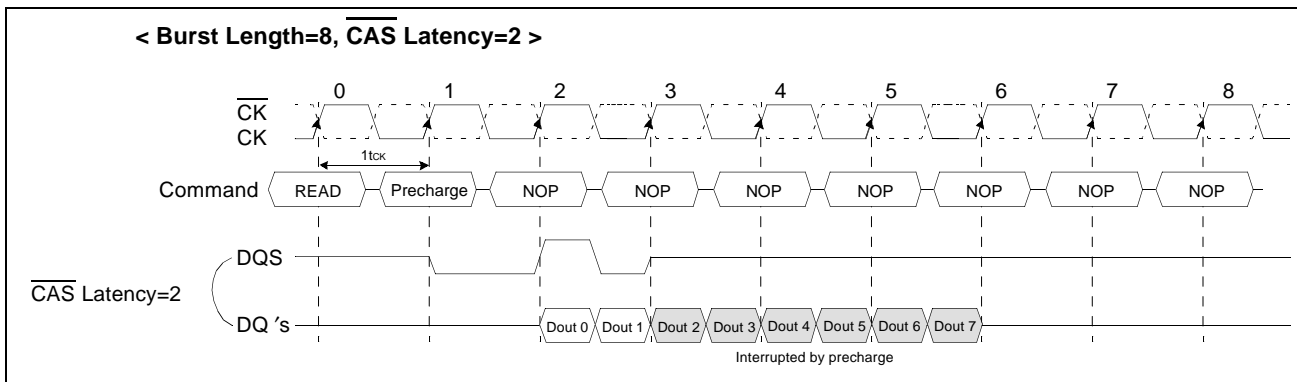 < Burst Length=8, CAS Latency=2 >
0 1 2 3 4 5 6 7 8
CK
CK
1tCK
Command READ Precharge NOP NOP NOP NOP NOP NOP NOP
DQS
CAS Latency=2
DQ 's Dout 0 Dout 1 Dout 2 Dout 3 Dout 4 Dout 5 Dout 6 Dout 7
Interrupted by precharge